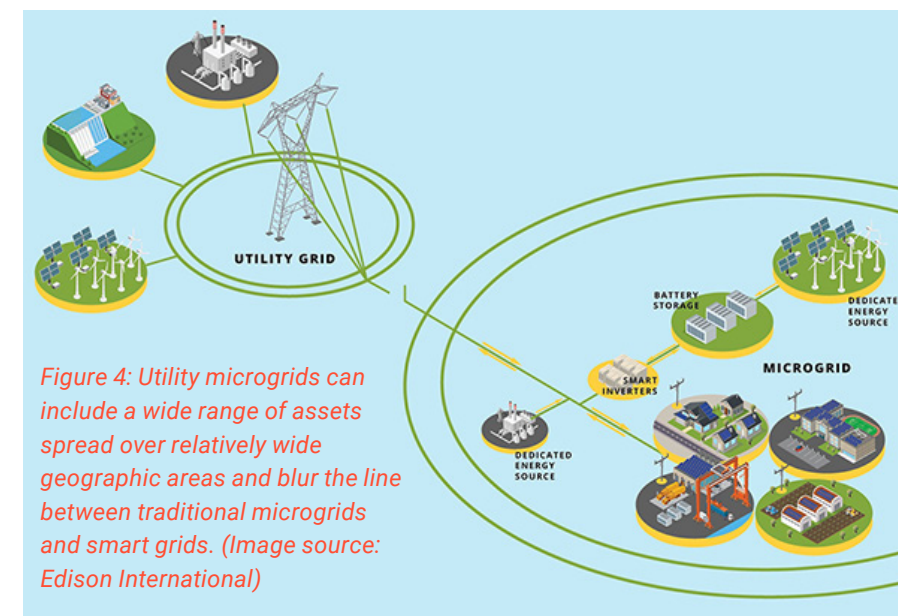 UTILITY GRID
BATTERY
STORAGE
DEDICATE
ENERGY
SOURCE
MICROGRID
SMART
INVERTERS
DEDICATED
ENERGY
SOURCE
Figure 4: Utility microgrids can
include a wide range of assets
spread over relatively wide
geographic areas and blur the line
between traditional microgrids
and smart grids. (Image source:
Edison International)